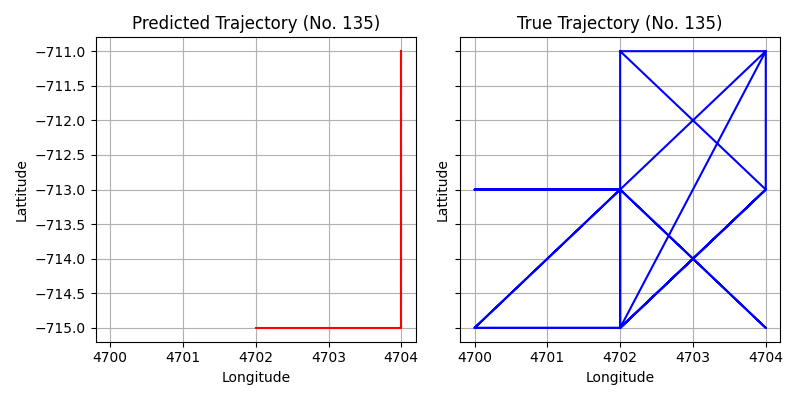 Predicted Trajectory (No. 135)
True Trajectory (No. 135)
Lattitude
−711.0
−711.5
−712.0
−712.5
−713.0
−713.5
−714.0
−714.5
−715.0
4700 4701 4702 4703 4704
Longitude
Lattitude
4700 4701 4702 4703 4704
Longitude